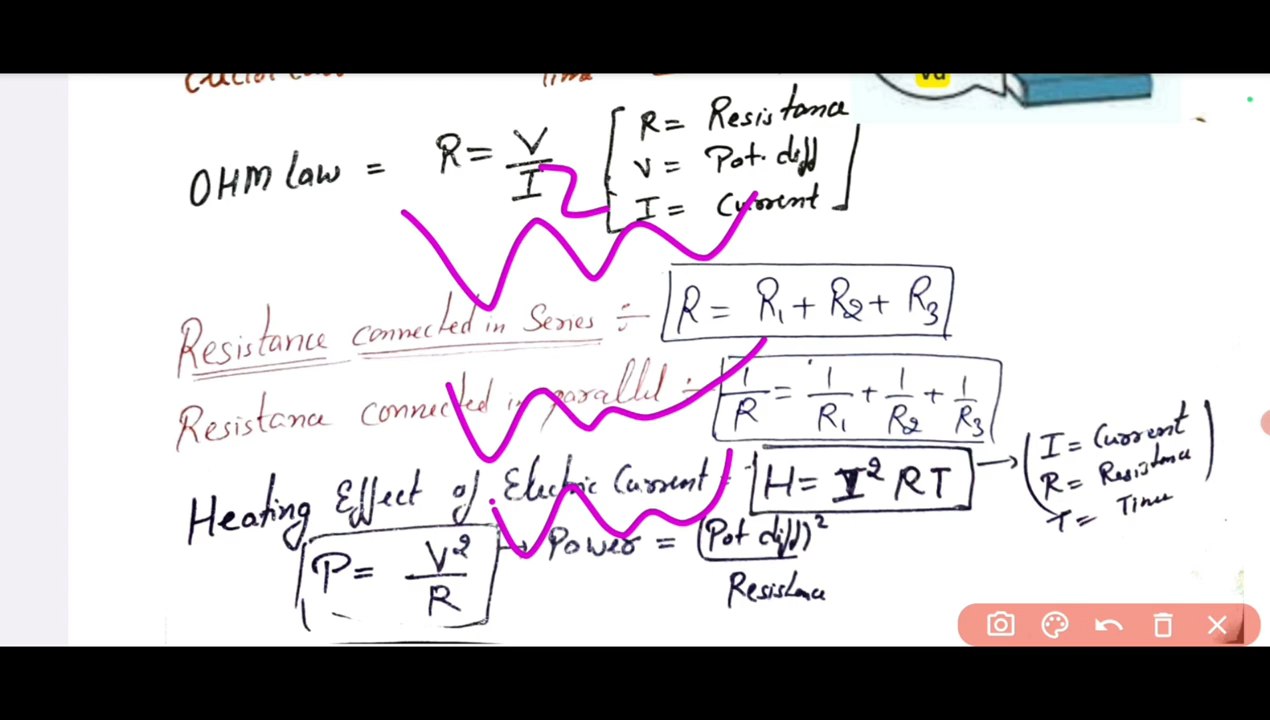 OHM Law = R = V/I [ R = Resistance
V = Pot. diff
I = Current ]
Resistance connected in Series ÷ R = R1 + R2 + R3
Resistance connected in parallel ÷ 1/R = 1/R1 + 1/R2 + 1/R3
Heating Effect of Electric Current : H = I² RT → ( I = Current
R = Resistance
T = Time )
P = V²/R → Power = (Pot diff)²
Resistance